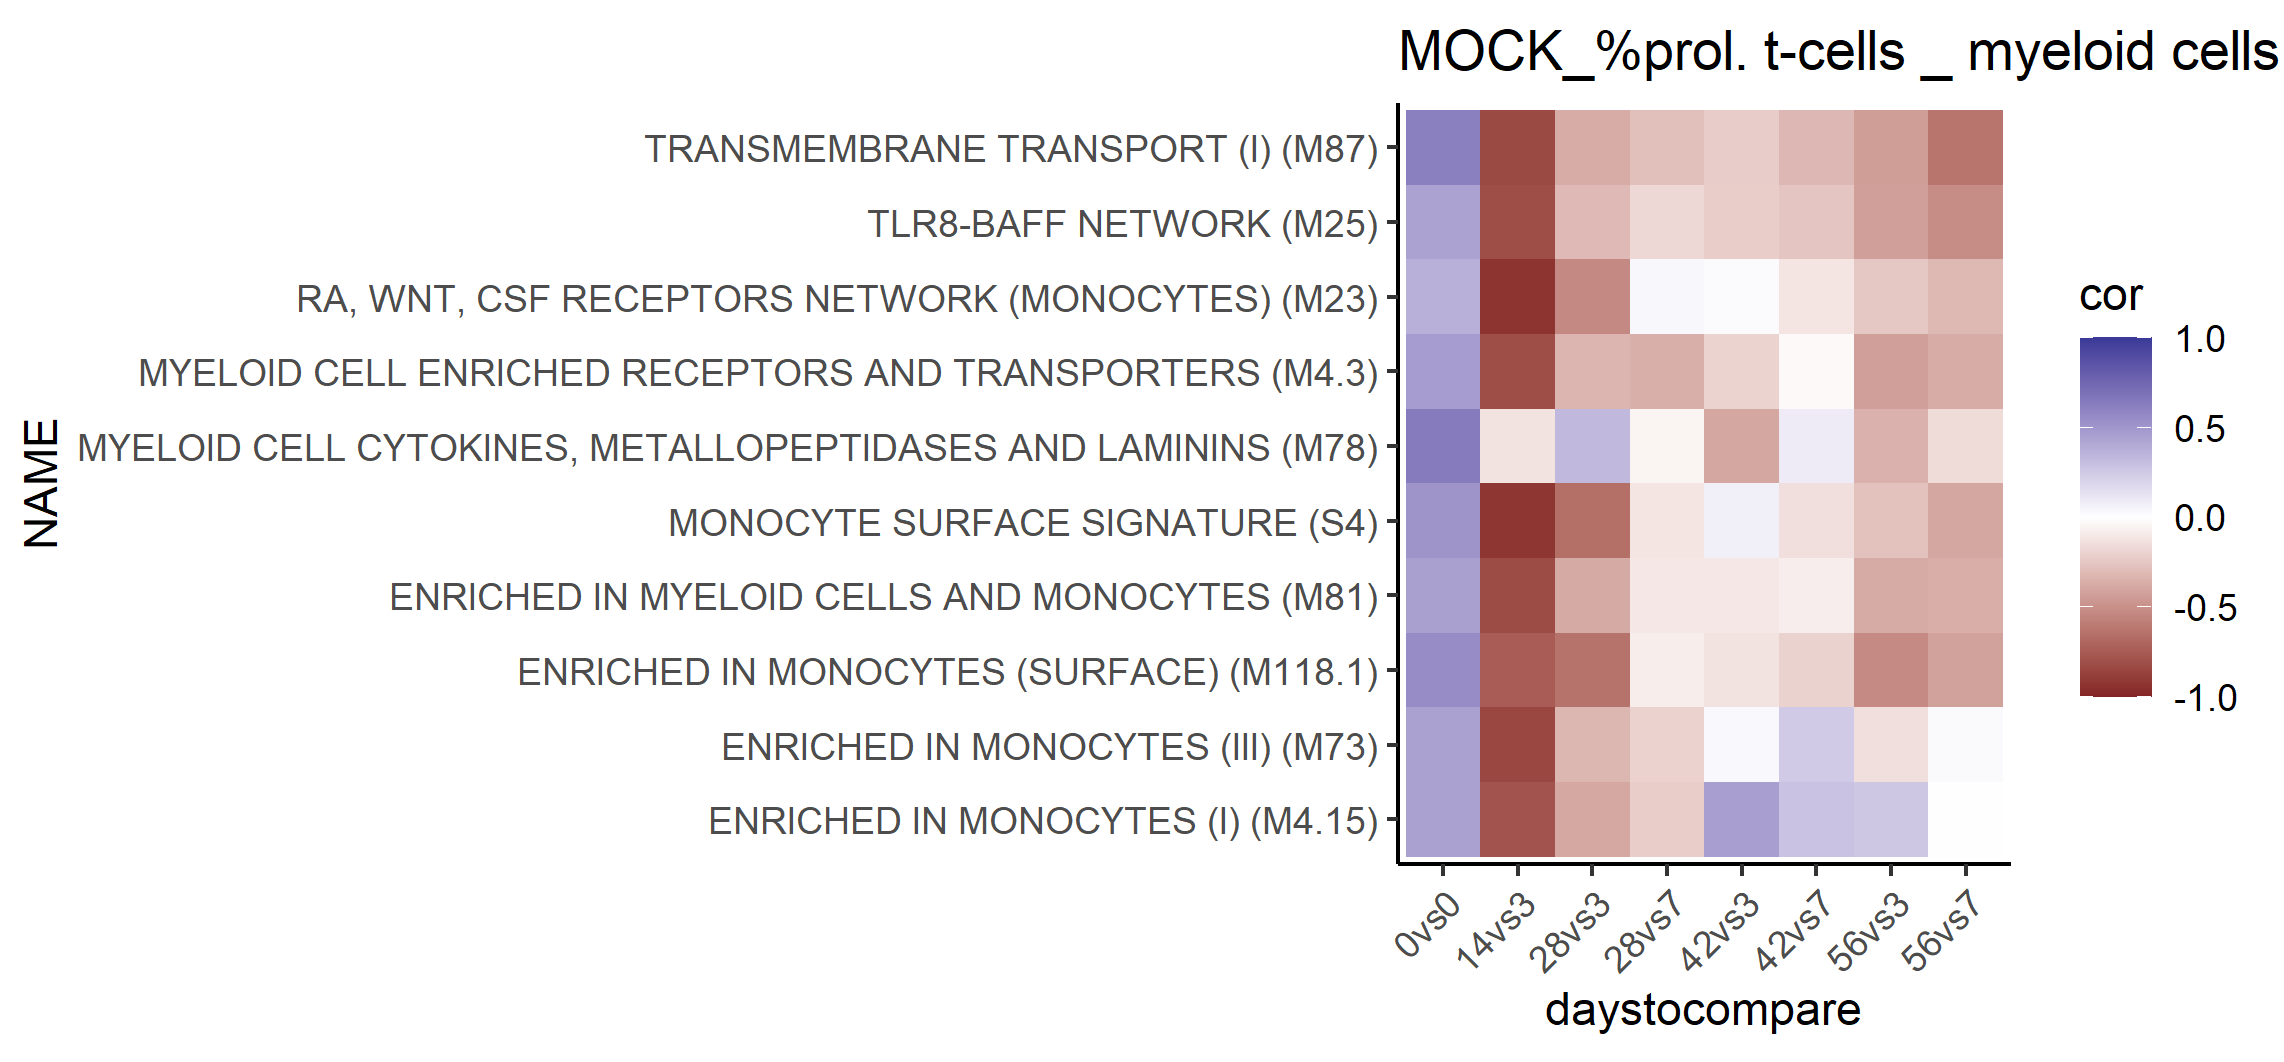 MOCK_%prol. t-cells _ myeloid cells
NAME
TRANSMEMBRANE TRANSPORT (I) (M87)
TLR8-BAFF NETWORK (M25)
RA, WNT, CSF RECEPTORS NETWORK (MONOCYTES) (M23)
MYELOID CELL ENRICHED RECEPTORS AND TRANSPORTERS (M4.3)
MYELOID CELL CYTOKINES, METALLOPEPTIDASES AND LAMININS (M78)
MONOCYTE SURFACE SIGNATURE (S4)
ENRICHED IN MYELOID CELLS AND MONOCYTES (M81)
ENRICHED IN MONOCYTES (SURFACE) (M118.1)
ENRICHED IN MONOCYTES (III) (M73)
ENRICHED IN MONOCYTES (I) (M4.15)
0vs0
14vs3
28vs3
28vs7
42vs3
42vs7
56vs3
56vs7
daystocompare
cor
1.0
0.5
0.0
-0.5
-1.0